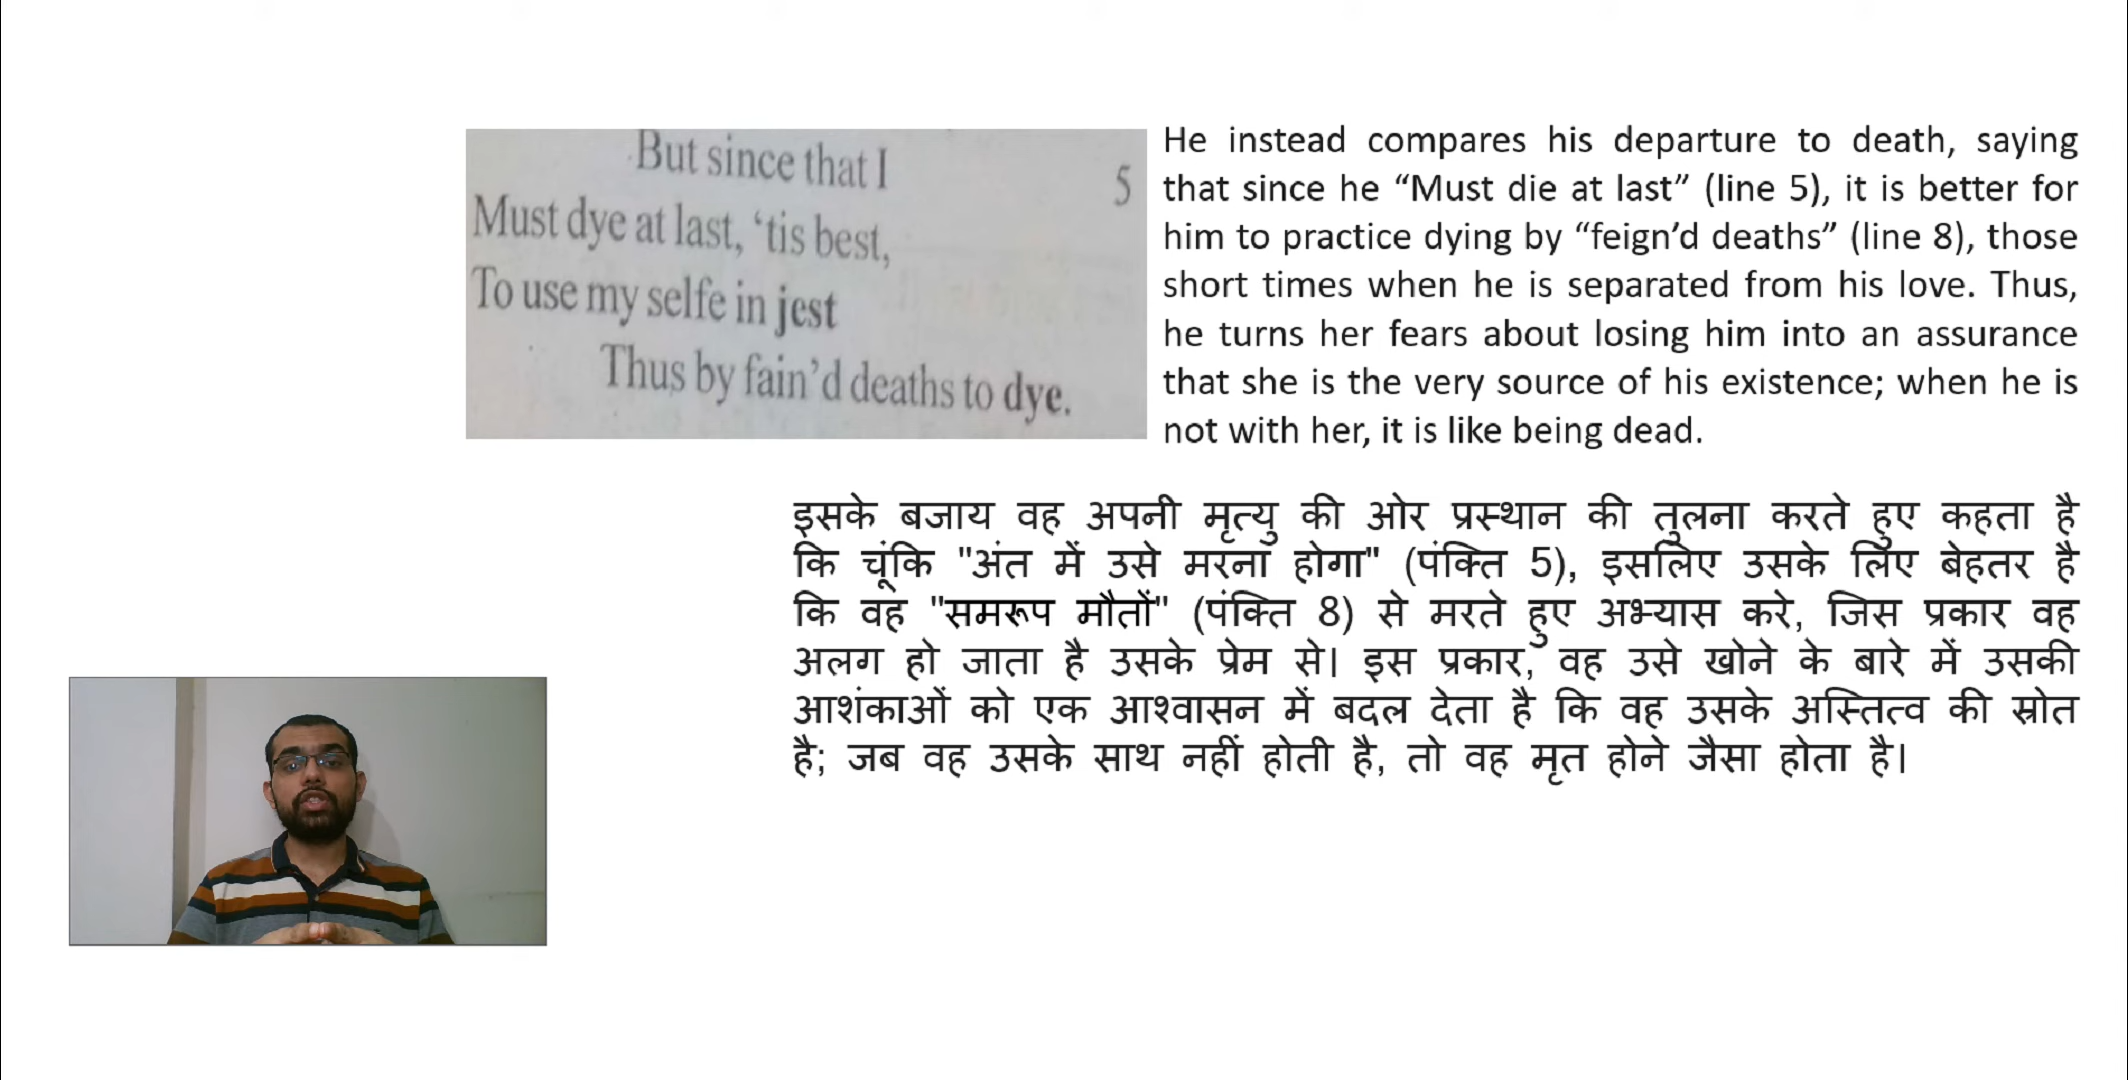 But since that I 5
Must dye at last, ‘tis best,
To use my selfe in jest
Thus by fain’d deaths to dye.
He instead compares his departure to death, saying
that since he “Must die at last” (line 5), it is better for
him to practice dying by “feign’d deaths” (line 8), those
short times when he is separated from his love. Thus,
he turns her fears about losing him into an assurance
that she is the very source of his existence; when he is
not with her, it is like being dead.
इसके बजाय वह अपनी मृत्यु की ओर प्रस्थान की तुलना करते हुए कहता है
कि चूंकि "अंत में उसे मरना होगा" (पंक्ति 5), इसलिए उसके लिए बेहतर है
कि वह "समरूप मौतों" (पंक्ति 8) से मरते हुए अभ्यास करे, जिस प्रकार वह
अलग हो जाता है उसके प्रेम से। इस प्रकार, वह उसे खोने के बारे में उसकी
आशंकाओं को एक आश्वासन में बदल देता है कि वह उसके अस्तित्व की स्रोत
है; जब वह उसके साथ नहीं होती है, तो वह मृत होने जैसा होता है।